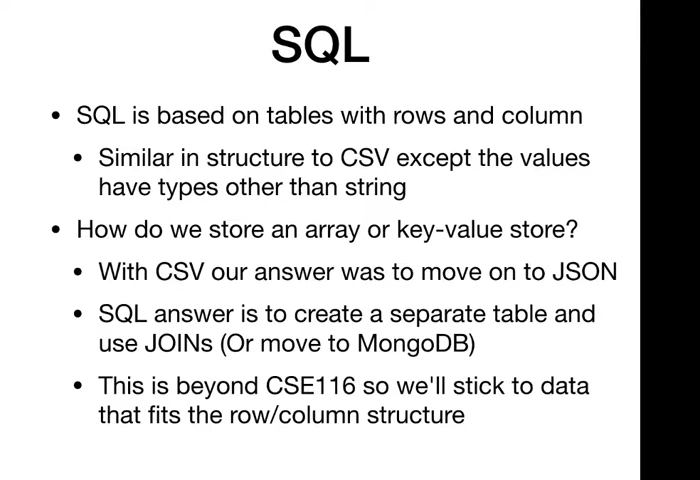 SQL
• SQL is based on tables with rows and column
• Similar in structure to CSV except the values
have types other than string
• How do we store an array or key-value store?
• With CSV our answer was to move on to JSON
• SQL answer is to create a separate table and
use JOINs (Or move to MongoDB)
• This is beyond CSE116 so we'll stick to data
that fits the row/column structure